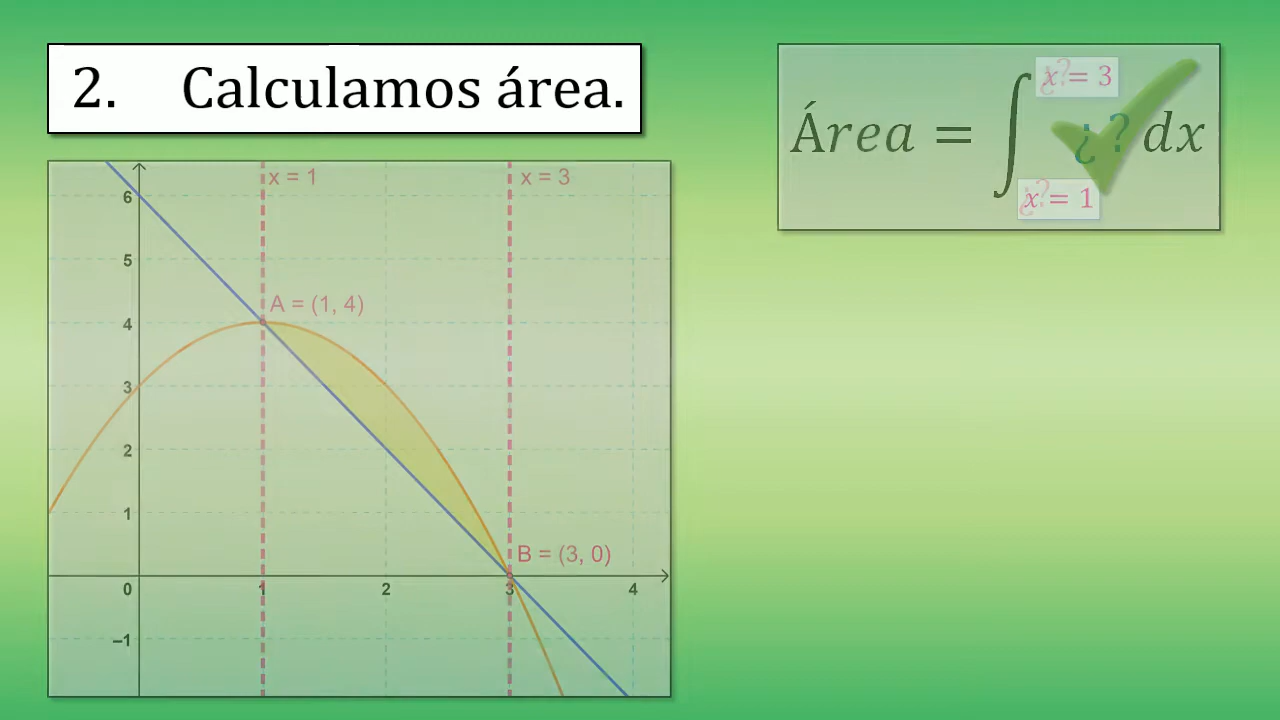 2. Calculamos área.
Área = ∫ ¿? dx
x = 3
x = 1
x = 1
x = 3
6
5
4
A = (1, 4)
3
2
1
B = (3, 0)
0 1 2 3 4
–1